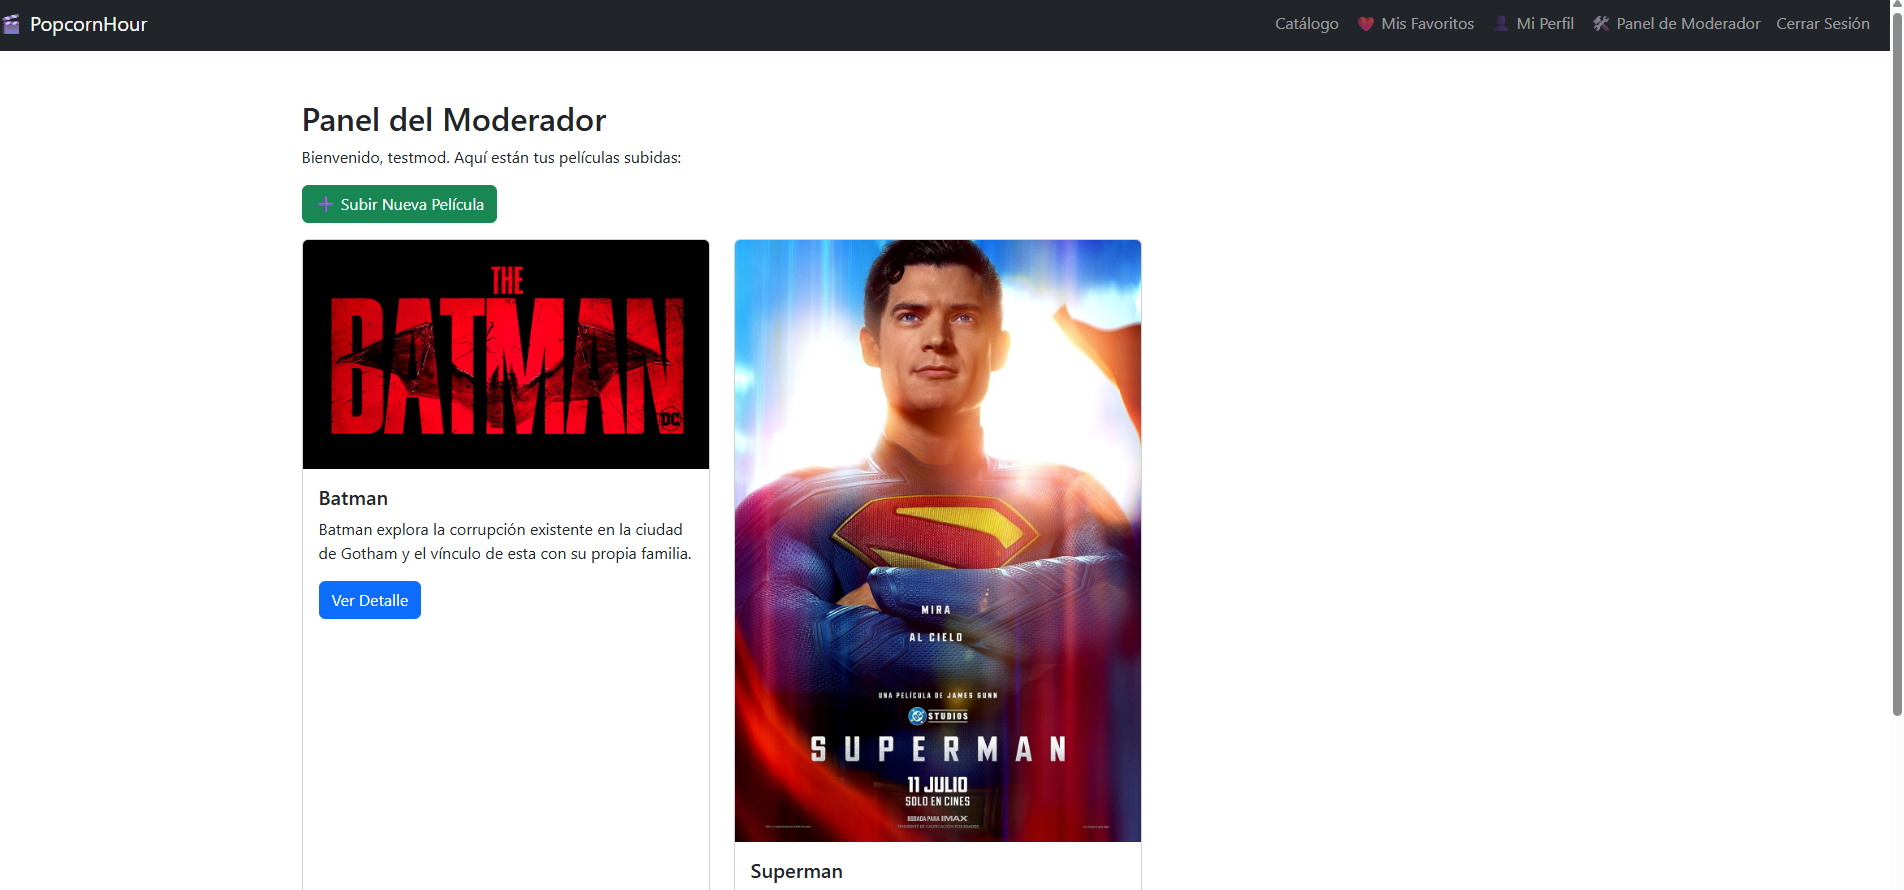 PopcornHour
Catálogo
Mis Favoritos
Mi Perfil
Panel de Moderador
Cerrar Sesión
Panel del Moderador
Bienvenido, testmod. Aquí están tus películas subidas:
Subir Nueva Película
THE
BATMAN
DC
Batman
Batman explora la corrupción existente en la ciudad
de Gotham y el vínculo de esta con su propia familia.
Ver Detalle
MIRA
AL CIELO
UNA PELÍCULA DE JAMES GUNN
DC STUDIOS
SUPERMAN
11 JULIO
SOLO EN CINES
RODADA PARA IMAX
Superman